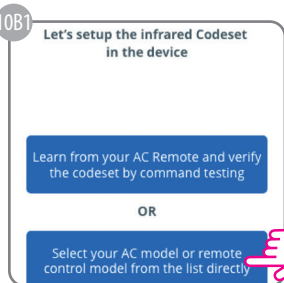 10B1
Let's setup the infrared Codeset
in the device
Learn from your AC Remote and verify
the codeset by command testing
OR
Select your AC model or remote
control model from the list directly